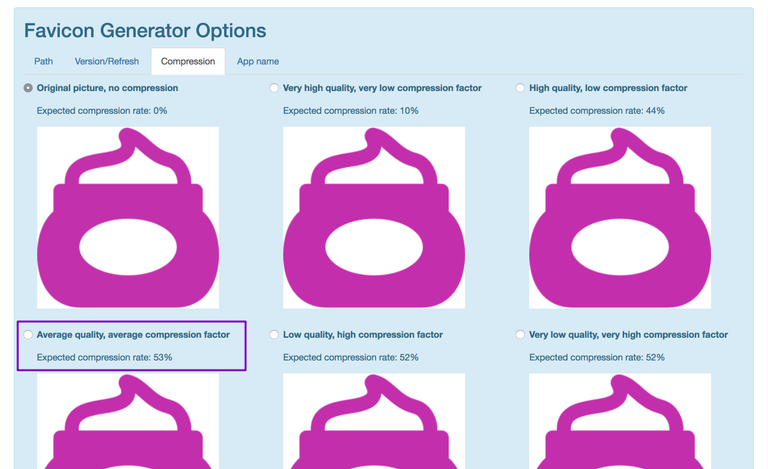 Favicon Generator Options
Path Version/Refresh Compression App name
Original picture, no compression
Expected compression rate: 0%
Very high quality, very low compression factor
Expected compression rate: 10%
High quality, low compression factor
Expected compression rate: 44%
Average quality, average compression factor
Expected compression rate: 53%
Low quality, high compression factor
Expected compression rate: 52%
Very low quality, very high compression factor
Expected compression rate: 52%